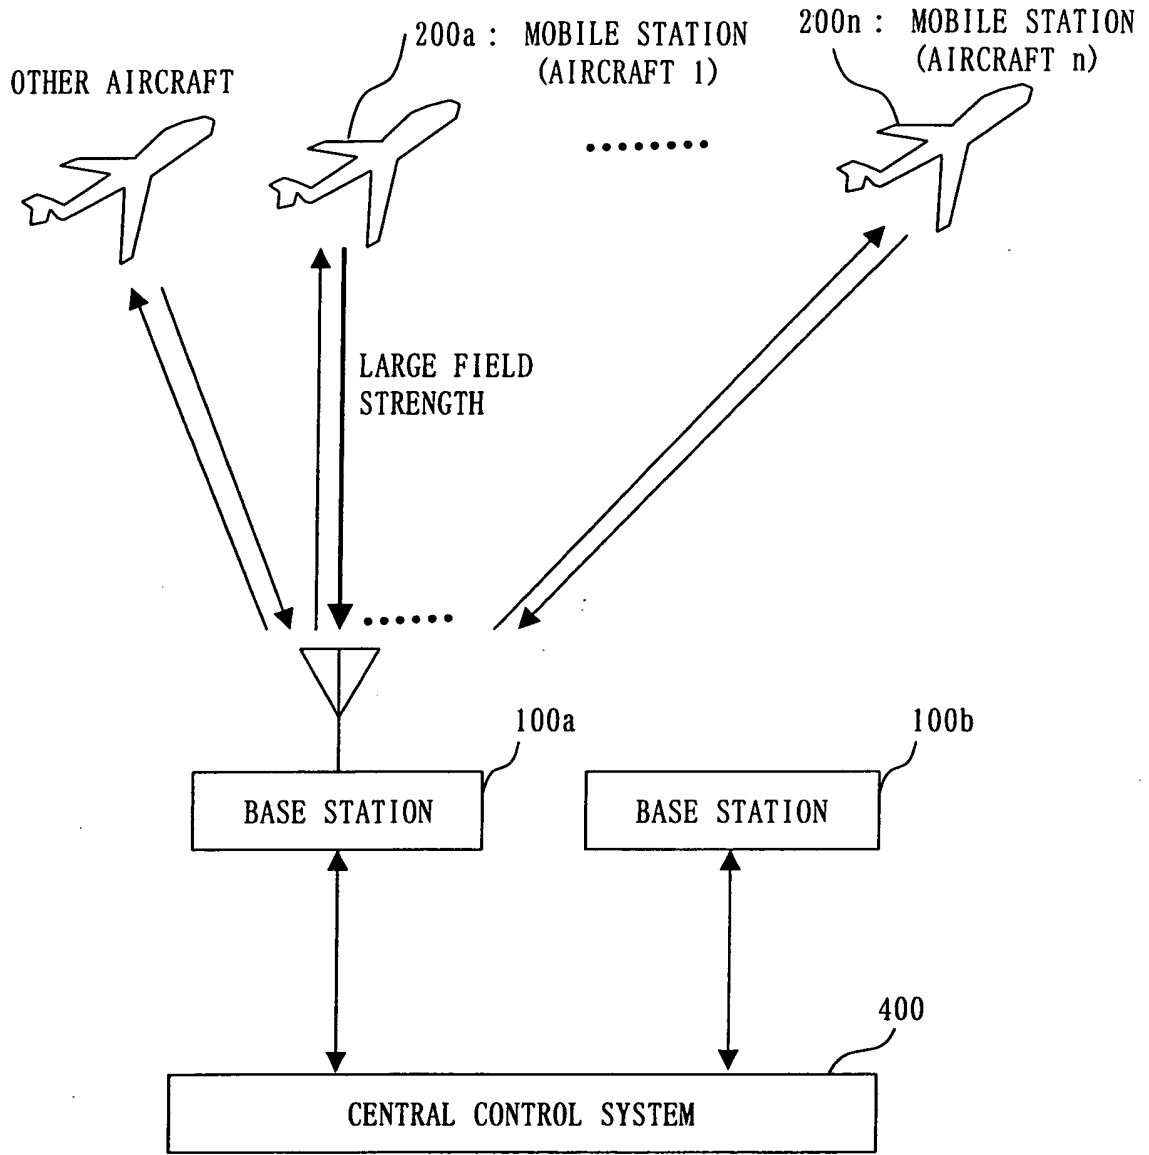 200a : MOBILE STATION
(AIRCRAFT 1)
200n : MOBILE STATION
(AIRCRAFT n)
OTHER AIRCRAFT
LARGE FIELD
STRENGTH
100a
100b
BASE STATION
BASE STATION
400
CENTRAL CONTROL SYSTEM